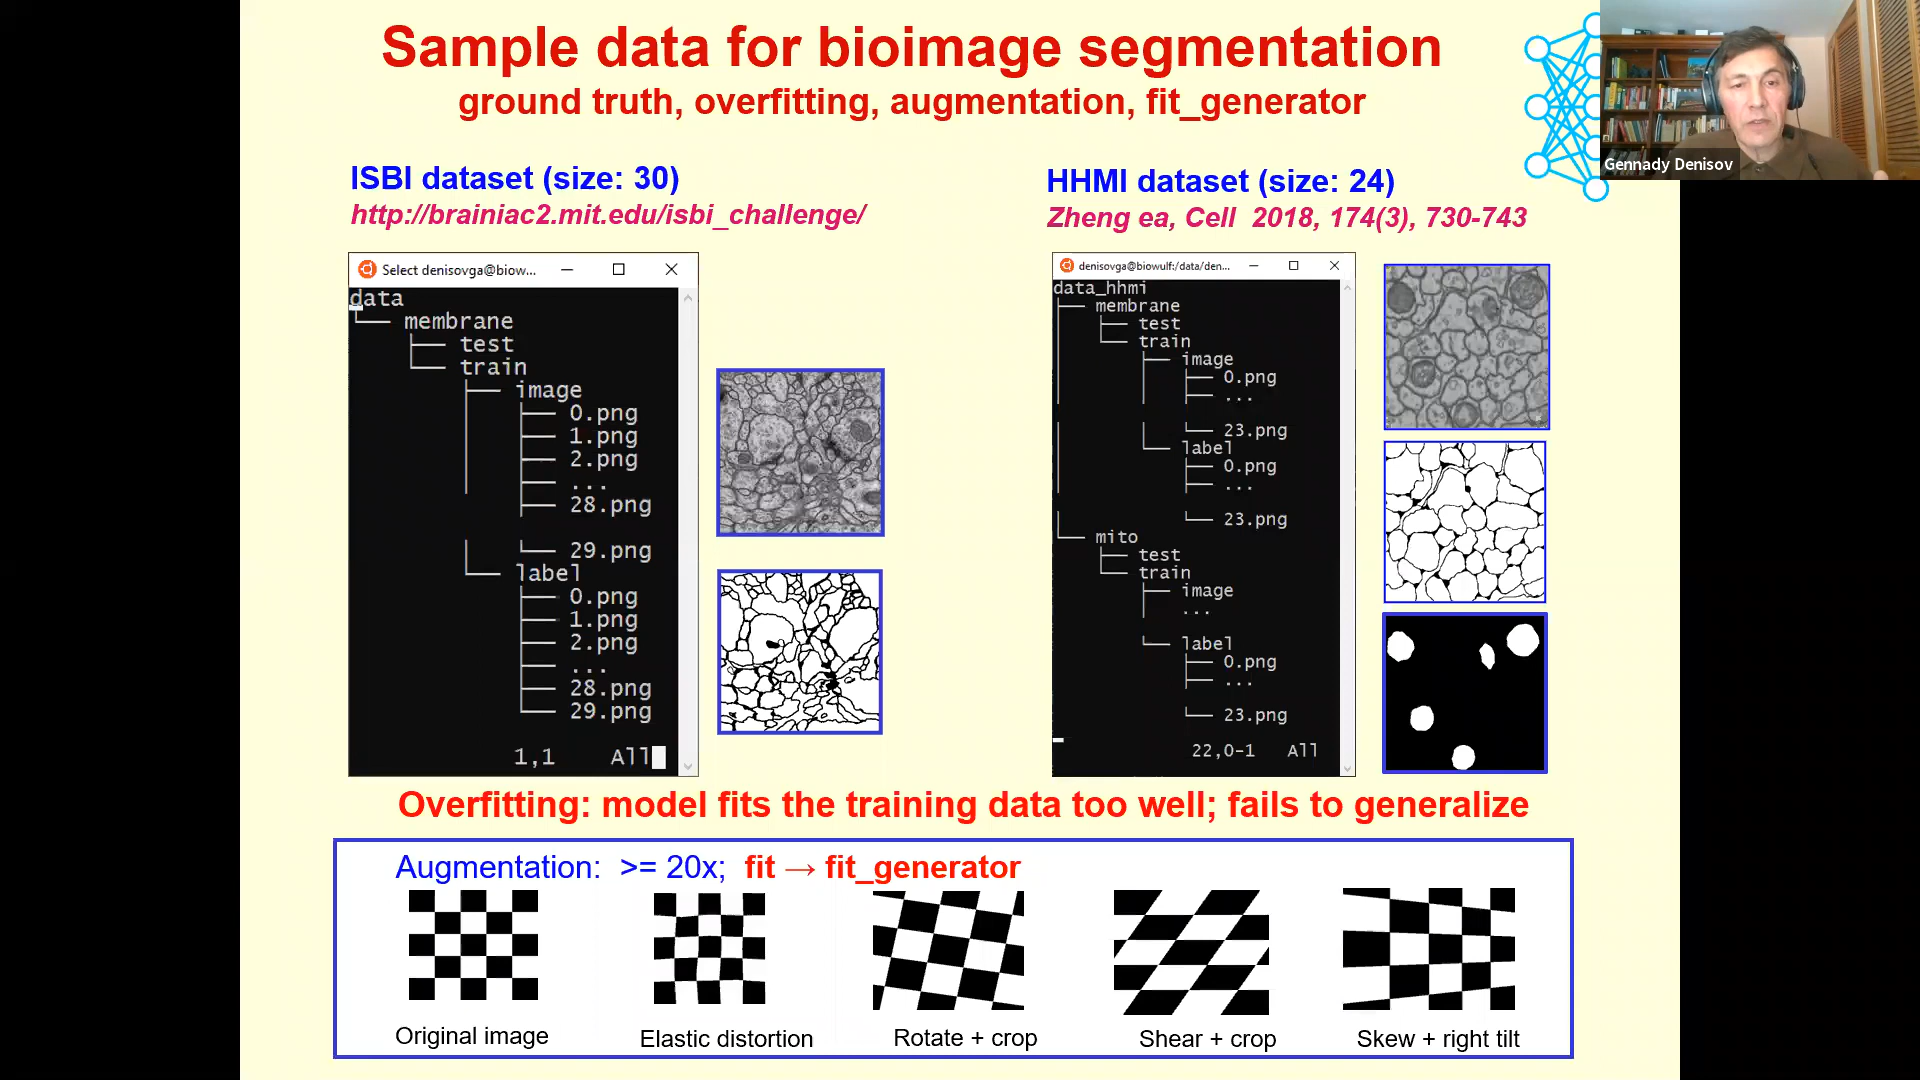 Sample data for bioimage segmentation
ground truth, overfitting, augmentation, fit_generator
Gennady Denisov
ISBI dataset (size: 30)
http://brainiac2.mit.edu/isbi_challenge/
Select denisovga@biow...
data
membrane
test
train
image
0.png
1.png
2.png
...
28.png
29.png
label
0.png
1.png
2.png
...
28.png
29.png
1,1 All
HHMI dataset (size: 24)
Zheng ea, Cell 2018, 174(3), 730-743
denisovga@biowulf:/data/den...
data_hhmi
membrane
test
train
image
0.png
...
23.png
label
0.png
...
23.png
mito
test
train
image
...
label
0.png
...
23.png
22,0-1 All
Overfitting: model fits the training data too well; fails to generalize
Augmentation: >= 20x; fit → fit_generator
Original image
Elastic distortion
Rotate + crop
Shear + crop
Skew + right tilt